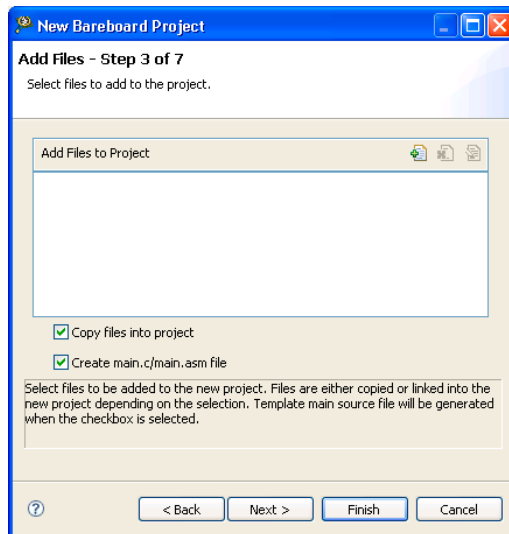 New Bareboard Project
Add Files - Step 3 of 7
Select files to add to the project.
Add Files to Project
Copy files into project
Create main.c/main.asm file
Select files to be added to the new project. Files are either copied or linked into the
new project depending on the selection. Template main source file will be generated
when the checkbox is selected.
?
< Back Next > Finish Cancel